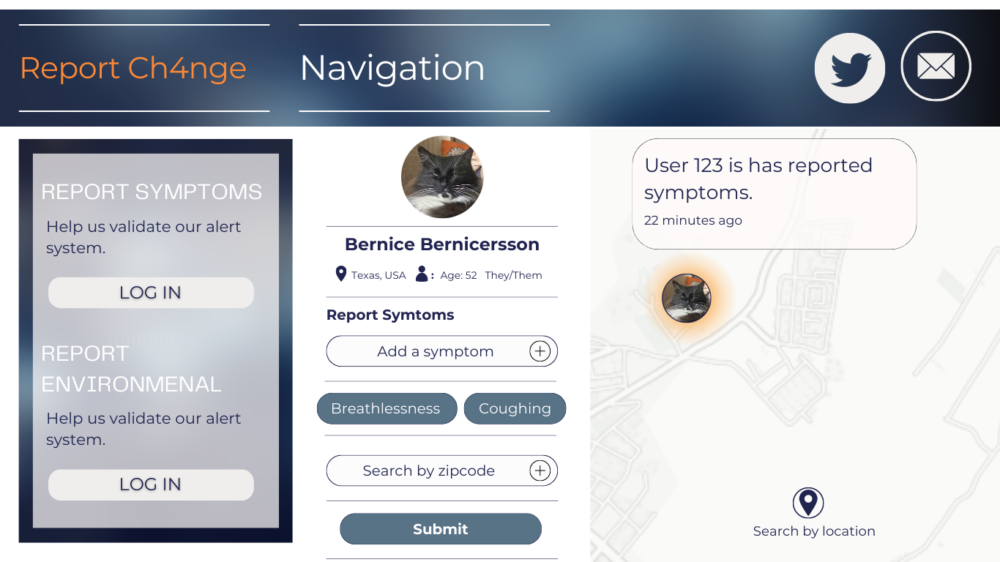 Report Ch4nge
Navigation
REPORT SYMPTOMS
Help us validate our alert
system.
LOG IN
REPORT
ENVIRONMENAL
Help us validate our alert
system.
LOG IN
Bernice Bernicersson
Texas, USA : Age: 52 They/Them
Report Symtoms
Add a symptom
Breathlessness Coughing
Search by zipcode
Submit
User 123 is has reported
symptoms.
22 minutes ago
Search by location